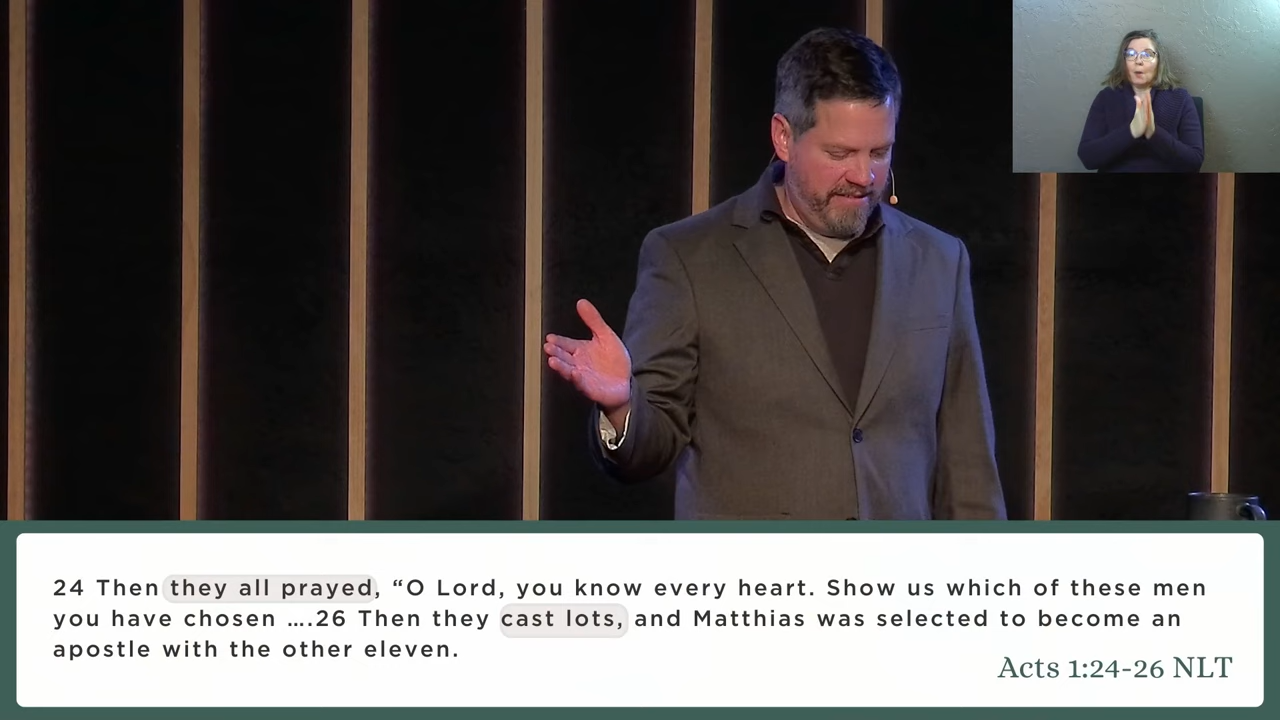 24 Then they all prayed, “O Lord, you know every heart. Show us which of these men
you have chosen ....26 Then they cast lots, and Matthias was selected to become an
apostle with the other eleven.
Acts 1:24-26 NLT